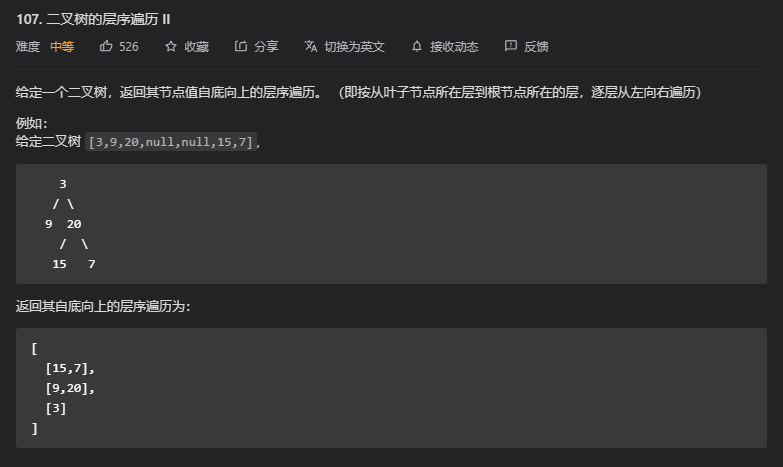 107. 二叉树的层序遍历 II
难度 中等 526 收藏 分享 切换为英文 接收动态 反馈
给定一个二叉树，返回其节点值自底向上的层序遍历。 （即按从叶子节点所在层到根节点所在的层，逐层从左向右遍历）
例如：
给定二叉树 [3,9,20,null,null,15,7],
3
/ \
9 20
/ \
15 7
返回其自底向上的层序遍历为：
[
[15,7],
[9,20],
[3]
]